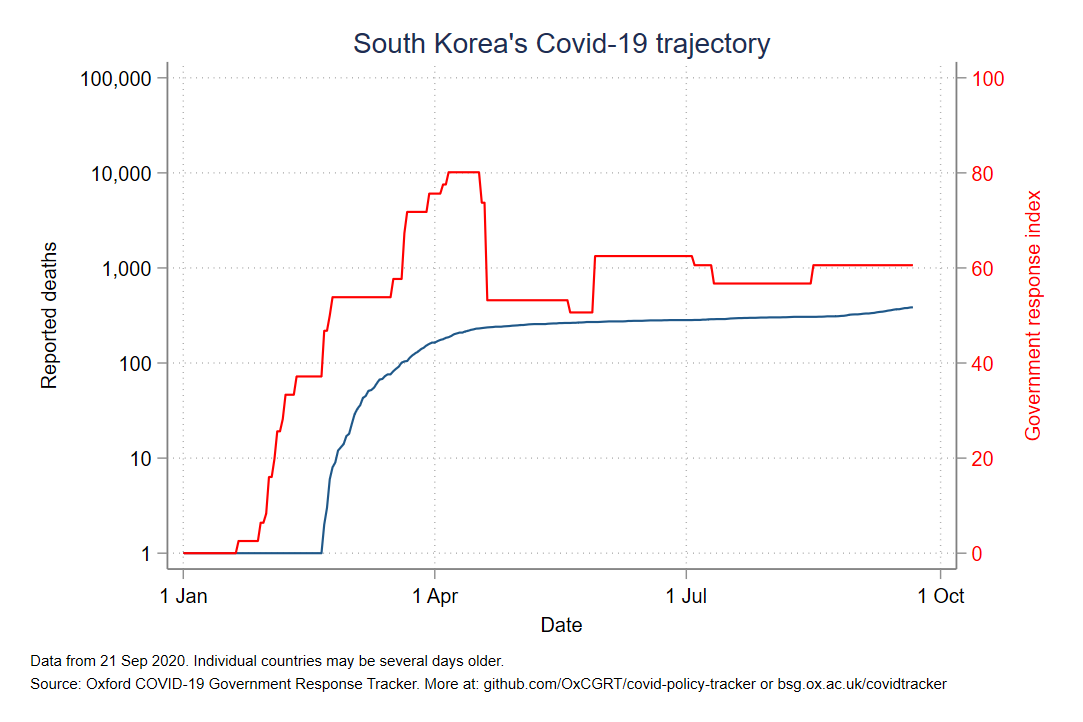 South Korea's Covid-19 trajectory
100,000
10,000
1,000
100
10
1
Reported deaths
100
80
60
40
20
0
Government response index
1 Jan 1 Apr 1 Jul 1 Oct
Date
Data from 21 Sep 2020. Individual countries may be several days older.
Source: Oxford COVID-19 Government Response Tracker. More at: github.com/OxCGRT/covid-policy-tracker or bsg.ox.ac.uk/covidtracker